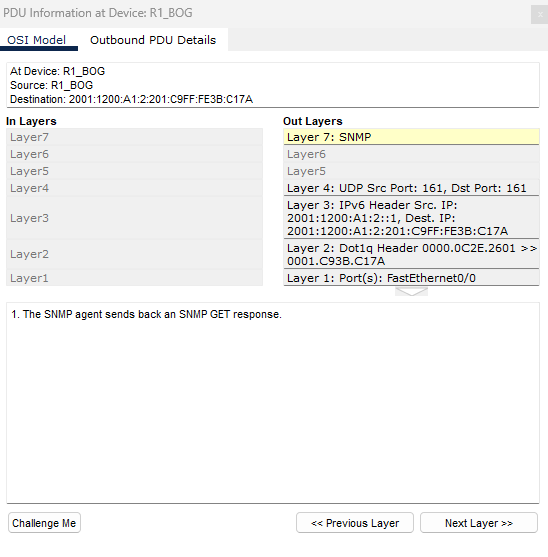 PDU Information at Device: R1_BOG
x
OSI Model Outbound PDU Details
At Device: R1_BOG
Source: R1_BOG
Destination: 2001:1200:A1:2:201:C9FF:FE3B:C17A
In Layers
Layer7
Layer6
Layer5
Layer4
Layer3
Layer2
Layer1
Out Layers
Layer 7: SNMP
Layer6
Layer5
Layer 4: UDP Src Port: 161, Dst Port: 161
Layer 3: IPv6 Header Src. IP:
2001:1200:A1:2::1, Dest. IP:
2001:1200:A1:2:201:C9FF:FE3B:C17A
Layer 2: Dot1q Header 0000.0C2E.2601 >>
0001.C93B.C17A
Layer 1: Port(s): FastEthernet0/0
1. The SNMP agent sends back an SNMP GET response.
Challenge Me
<< Previous Layer
Next Layer >>